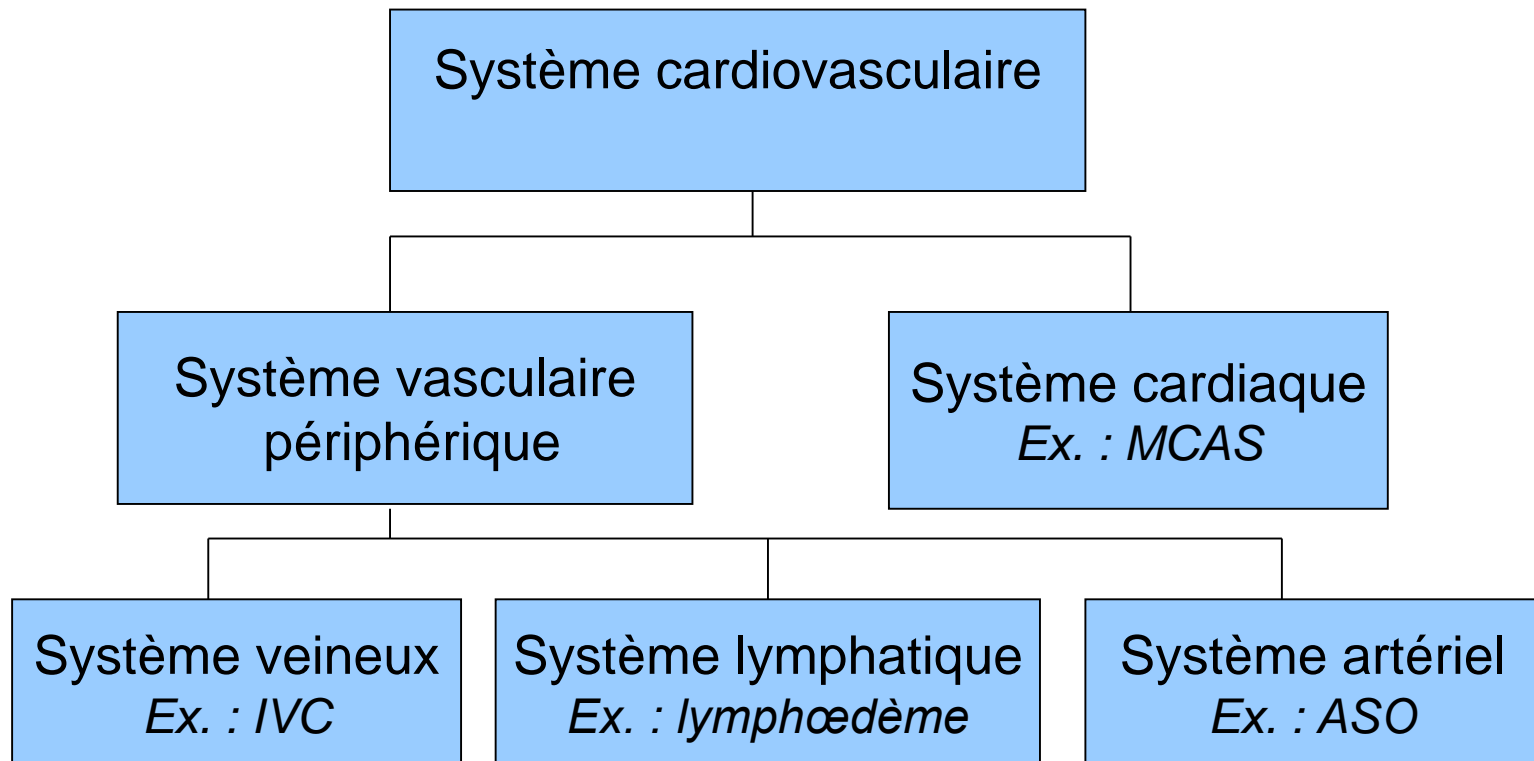 Système cardiovasculaire
Système vasculaire
périphérique
Système cardiaque
Ex. : MCAS
Système veineux
Ex. : IVC
Système lymphatique
Ex. : lymphœdème
Système artériel
Ex. : ASO